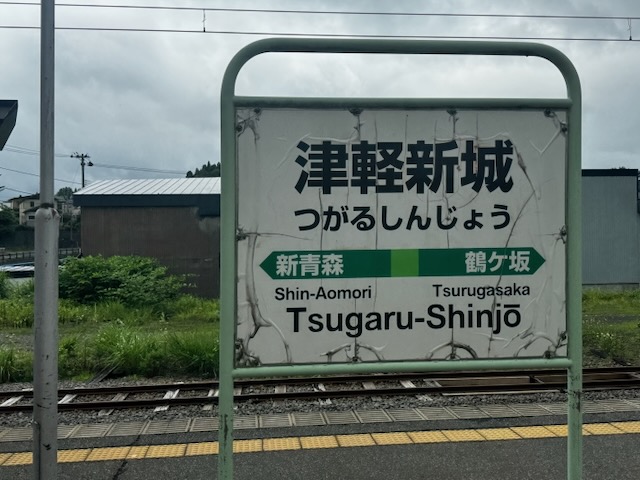 津軽新城
つがるしんじょう
新青森 鶴ケ坂
Shin-Aomori Tsurugasaka
Tsugaru-Shinjō